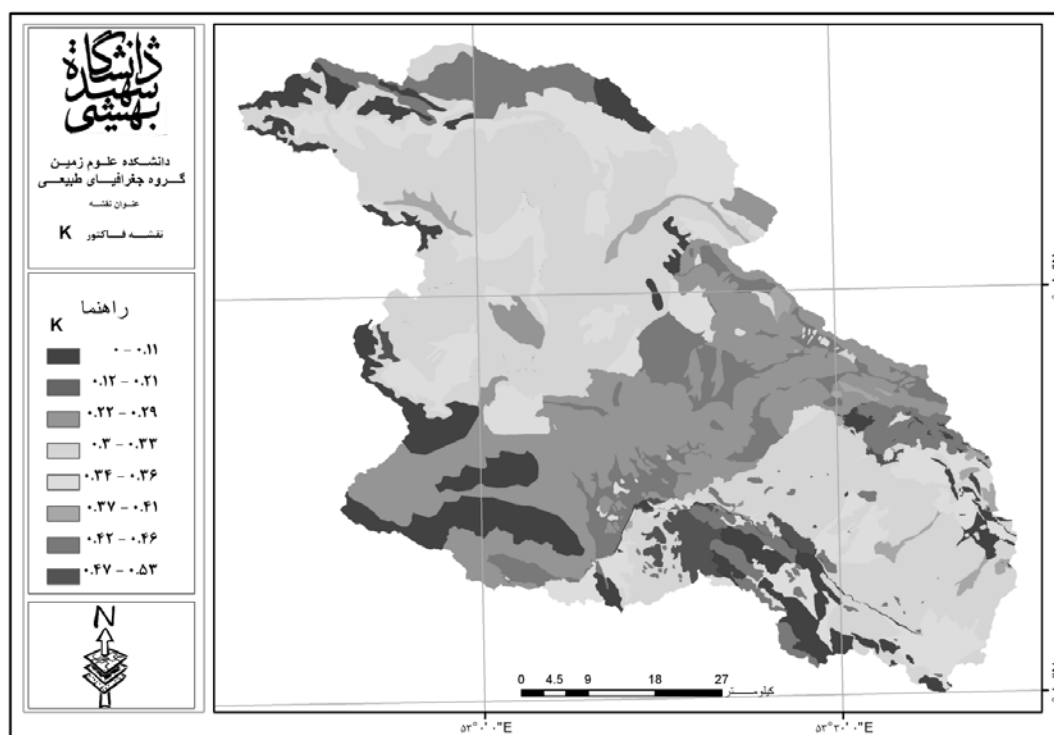 دانشگاه
شهید
بهشتی
دانشکده علوم زمین
گروه جغرافیای طبیعی
عنوان نقشه
نقشه فاکتور K
راهنما
K
۰ – ۰.۱۱
۰.۱۲ – ۰.۲۱
۰.۲۲ – ۰.۲۹
۰.۳ – ۰.۳۳
۰.۳۴ – ۰.۳۶
۰.۳۷ – ۰.۴۱
۰.۴۲ – ۰.۴۶
۰.۴۷ – ۰.۵۳
N
0 4.5 9 18 27
کیلومتر
۵۳°۰'۰"E
۵۳°۳۰'۰"E